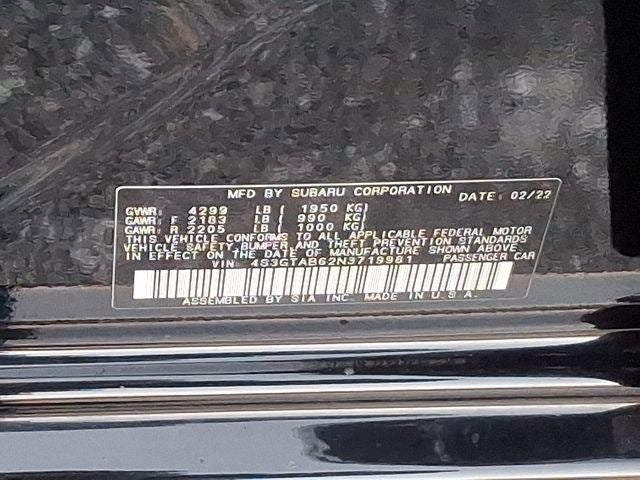 MFD BY SUBARU CORPORATION DATE: 02/22
GVWR: 4299 LB ( 1950 KG)
GAWR: F 2183 LB ( 990 KG)
GAWR: R 2205 LB ( 1000 KG)
THIS VEHICLE CONFORMS TO ALL APPLICABLE FEDERAL MOTOR
VEHICLE SAFETY, BUMPER AND THEFT PREVENTION STANDARDS
IN EFFECT ON THE DATE OF MANUFACTURE SHOWN ABOVE
VIN: 4S3GTAB62N3719981 PASSENGER CAR
ASSEMBLED BY SIA INC. MADE IN U.S.A.